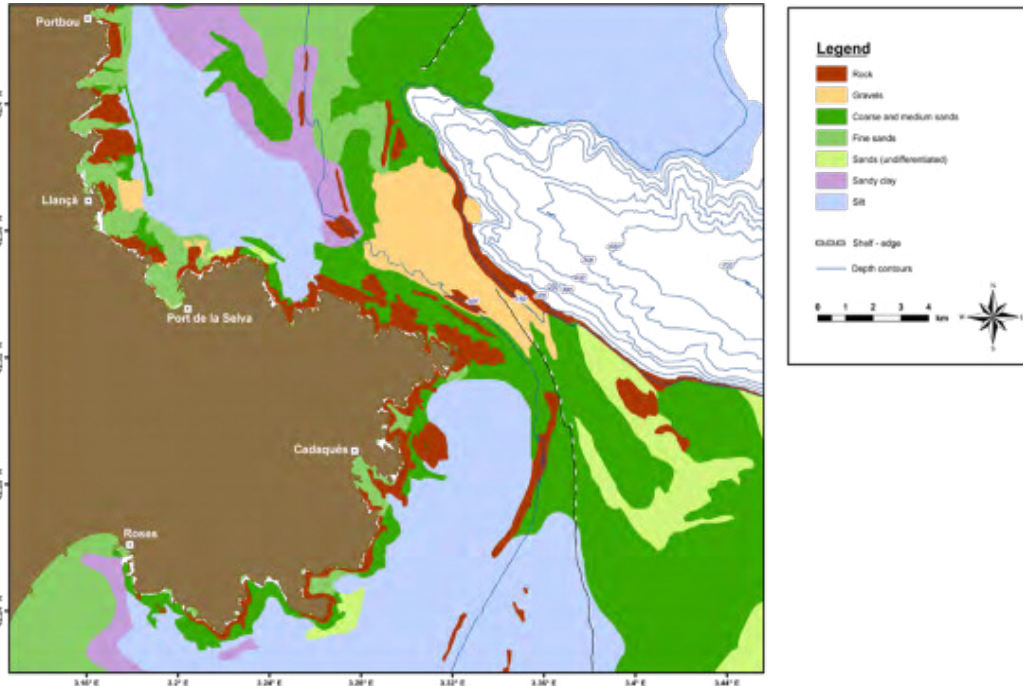 Portbou
Llançà
Port de la Selva
Cadaqués
Roses
3.16° E
3.2° E
3.24° E
3.28° E
3.32° E
3.36° E
3.4° E
3.44° E
Legend
Rock
Gravels
Coarse and medium sands
Fine sands
Sands (undifferentiated)
Sandy clay
Silt
Shelf - edge
Depth contours
0 1 2 3 4 km
N
W
S